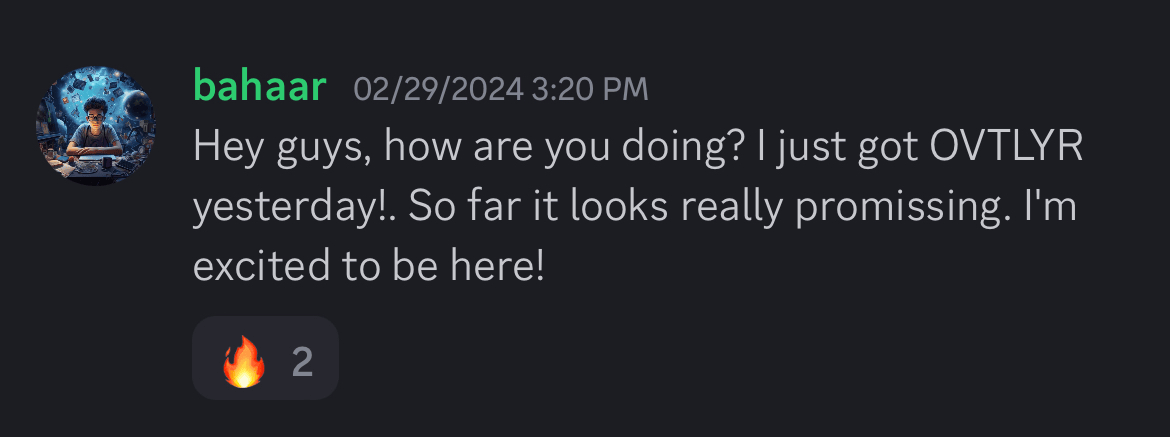 bahaar 02/29/2024 3:20 PM
Hey guys, how are you doing? I just got OVTLYR
yesterday!. So far it looks really promissing. I'm
excited to be here!
🔥 2